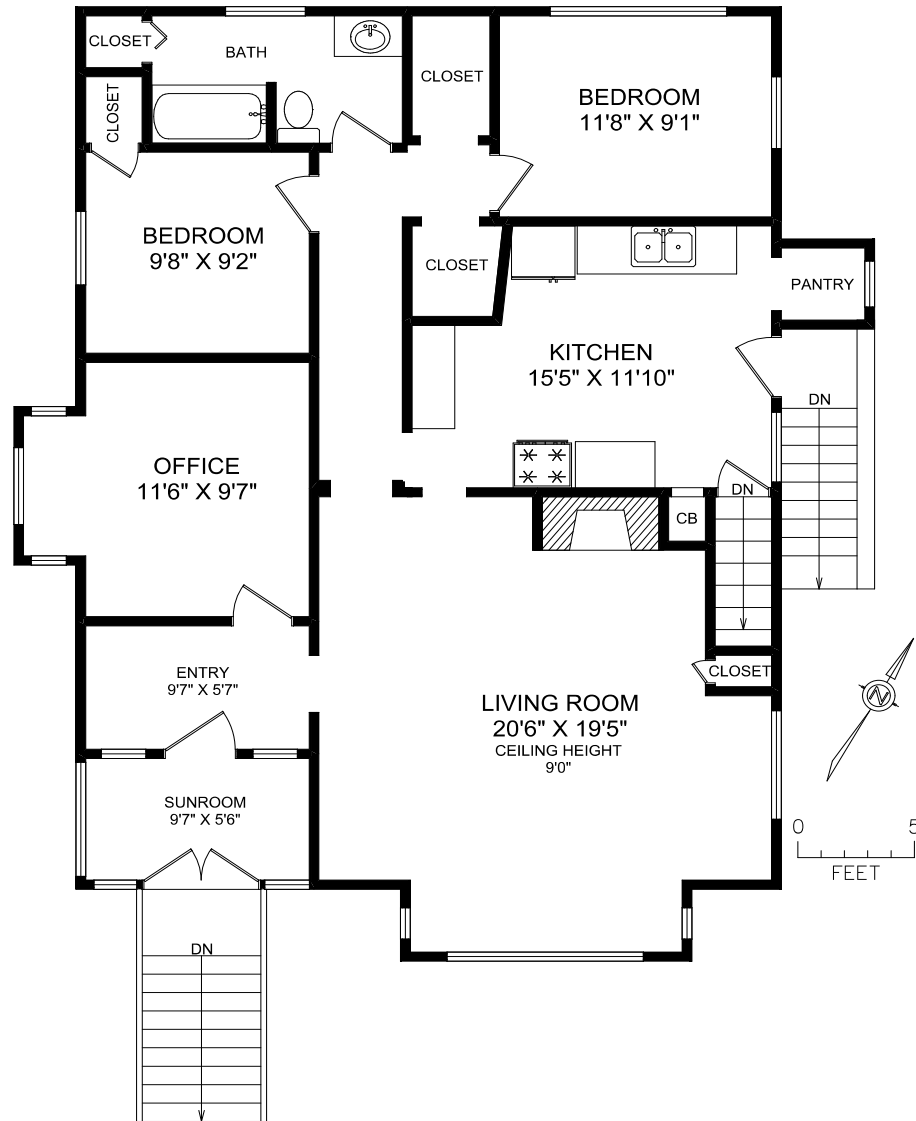 CLOSET
BATH
CLOSET
CLOSET
BEDROOM
11'8" X 9'1"
BEDROOM
9'8" X 9'2"
CLOSET
PANTRY
KITCHEN
15'5" X 11'10"
DN
OFFICE
11'6" X 9'7"
DN
CB
ENTRY
9'7" X 5'7"
CLOSET
LIVING ROOM
20'6" X 19'5"
CEILING HEIGHT
9'0"
N
SUNROOM
9'7" X 5'6"
0 5
FEET
DN